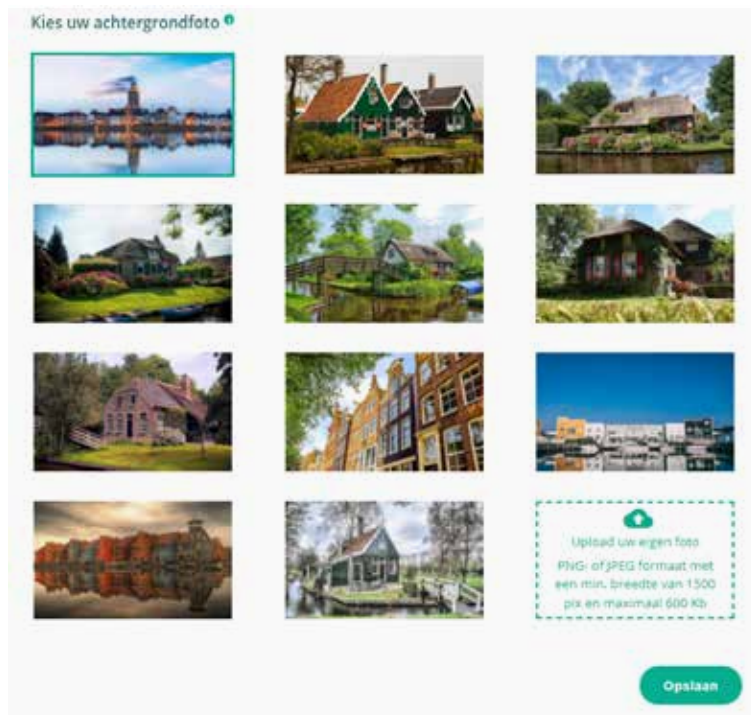 Kies uw achtergrondfoto
Upload uw eigen foto
PNG- of JPEG formaat met
een min. breedte van 1500
pix en maximaal 600 Kb
Opslaan